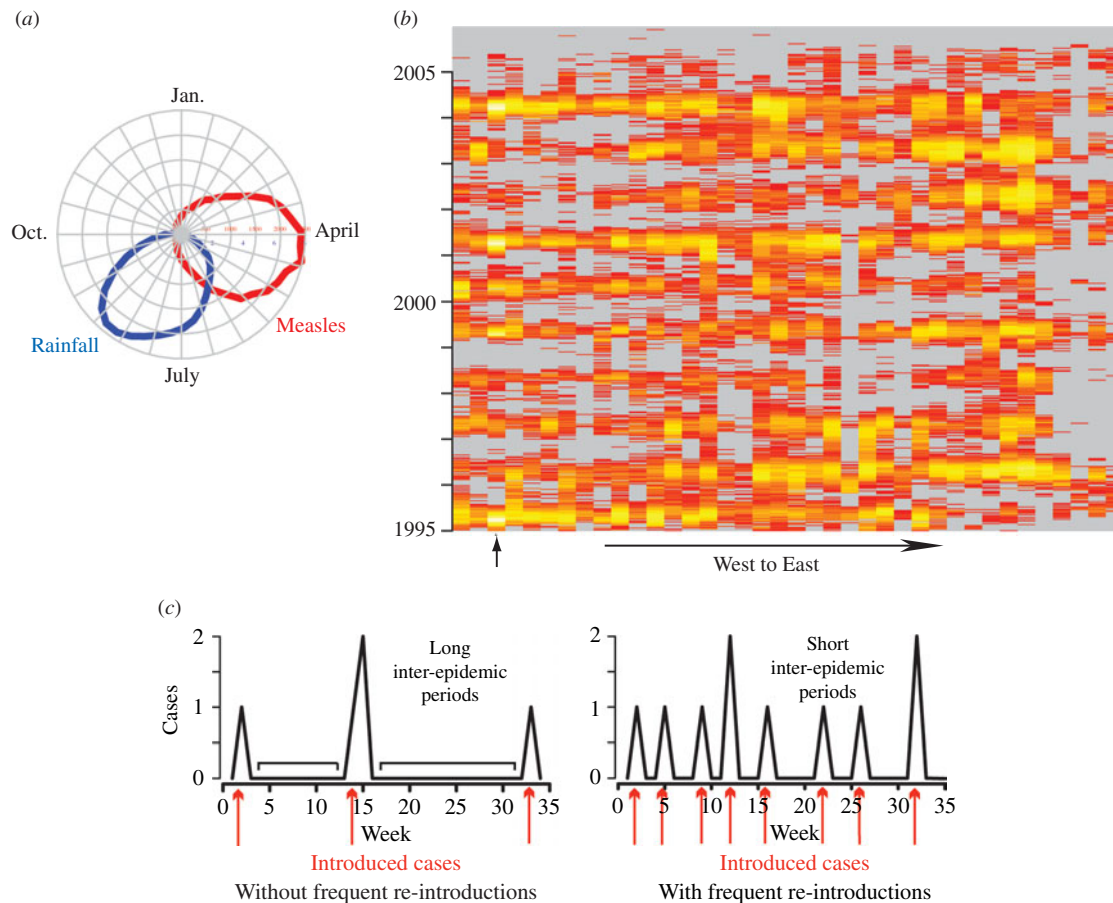 (a)
Jan.
Oct.
April
2
4
6
Measles
Rainfall
July
(b)
2005
2000
1995
West to East
(c)
2
1
0
Cases
Long
inter-epidemic
periods
0 5 10 15 20 25 30 35
Week
Introduced cases
Without frequent re-introductions
2
1
0
Short
inter-epidemic
periods
0 5 10 15 20 25 30 35
Week
Introduced cases
With frequent re-introductions